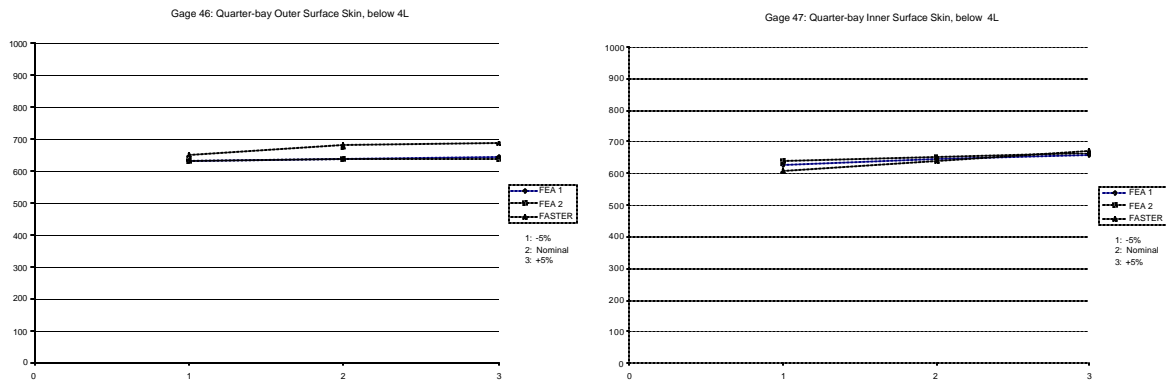 Gage 46: Quarter-bay Outer Surface Skin, below 4L
1000
900
800
700
600
500
400
300
200
100
0
0 1 2 3
FEA 1
FEA 2
FASTER
1: -5%
2: Nominal
3: +5%
Gage 47: Quarter-bay Inner Surface Skin, below 4L
1000
900
800
700
600
500
400
300
200
100
0
0 1 2 3
FEA 1
FEA 2
FASTER
1: -5%
2: Nominal
3: +5%